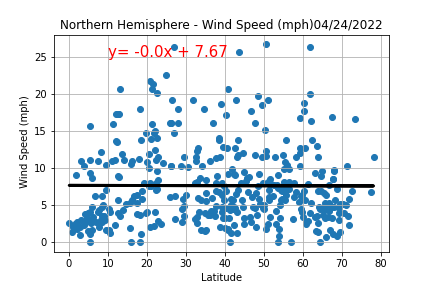 Northern Hemisphere - Wind Speed (mph)04/24/2022
y= -0.0x + 7.67
Wind Speed (mph)
25
20
15
10
5
0
0 10 20 30 40 50 60 70 80
Latitude